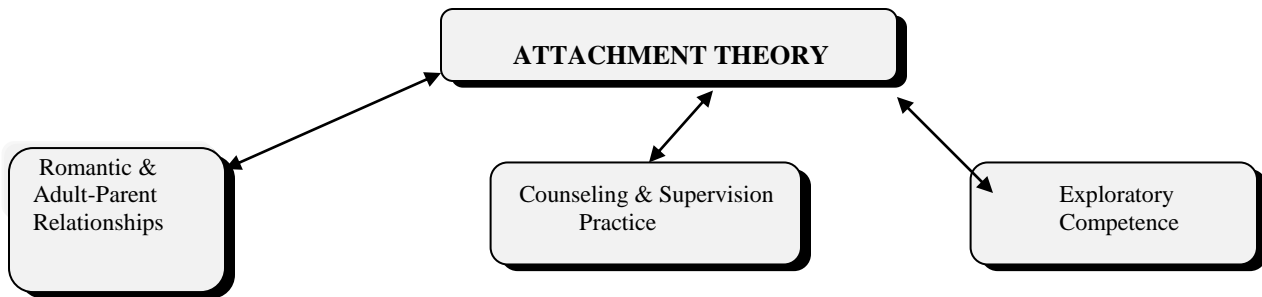 ATTACHMENT THEORY
Romantic &
Adult-Parent
Relationships
Counseling & Supervision
Practice
Exploratory
Competence